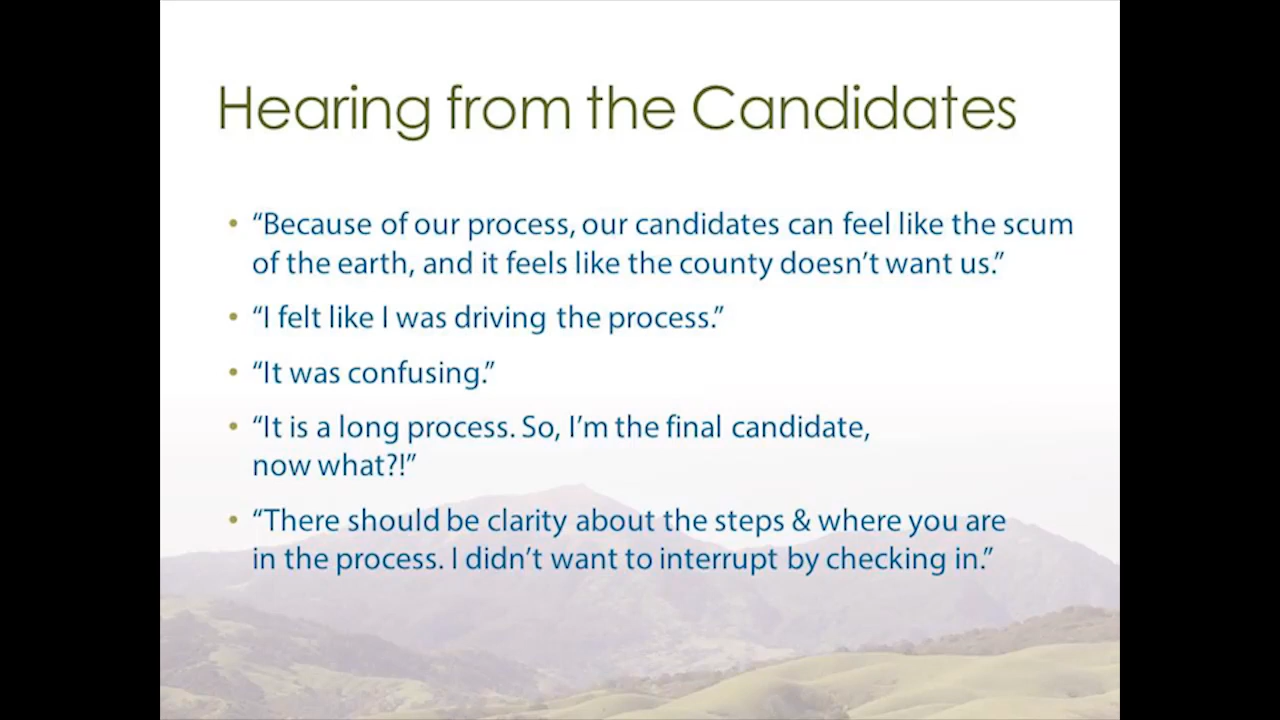 Hearing from the Candidates
• “Because of our process, our candidates can feel like the scum
of the earth, and it feels like the county doesn’t want us.”
• “I felt like I was driving the process.”
• “It was confusing.”
• “It is a long process. So, I’m the final candidate,
now what?!”
• “There should be clarity about the steps & where you are
in the process. I didn’t want to interrupt by checking in.”